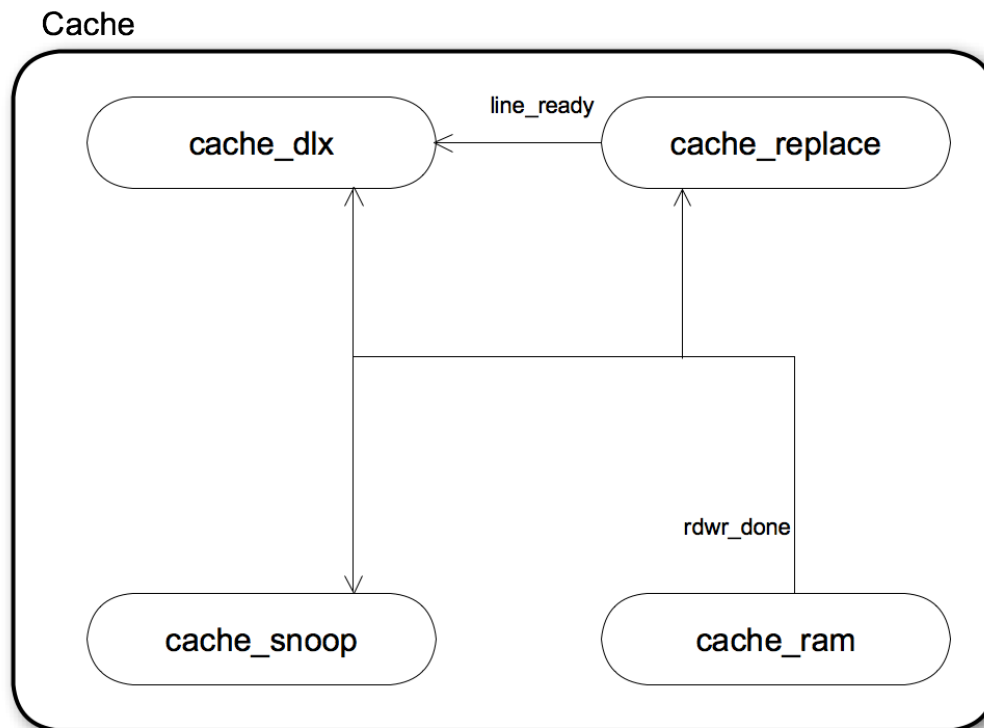 Cache
line_ready
cache_dlx
cache_replace
rdwr_done
cache_snoop
cache_ram